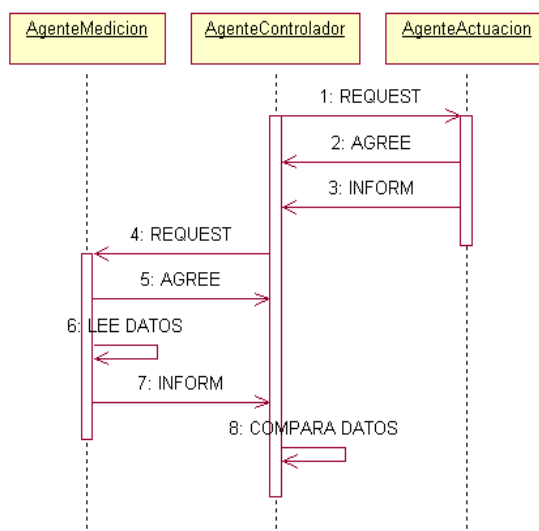 AgenteMedicion
AgenteControlador
AgenteActuacion
1: REQUEST
2: AGREE
3: INFORM
4: REQUEST
5: AGREE
6: LEE DATOS
7: INFORM
8: COMPARA DATOS